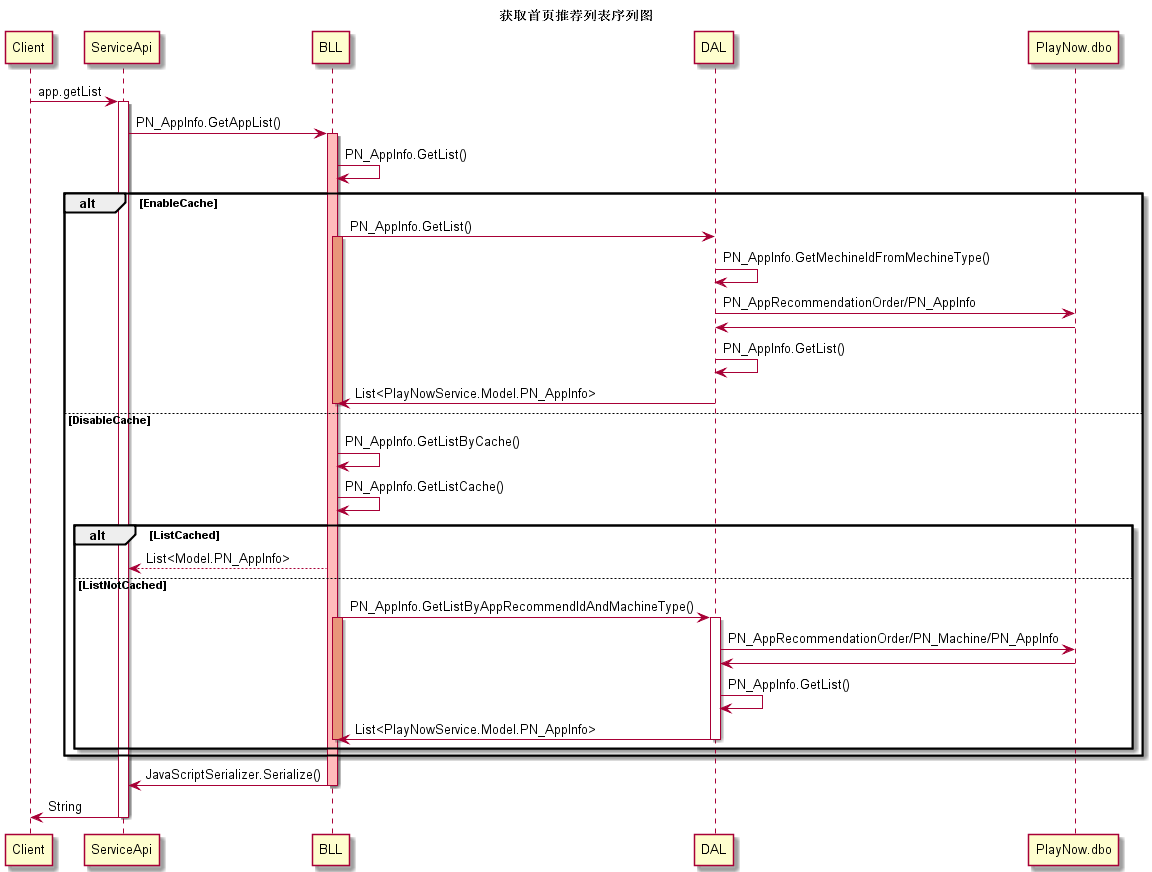 获取首页推荐列表序列图
Client ServiceApi BLL DAL PlayNow.dbo
app.getList
PN_AppInfo.GetAppList()
PN_AppInfo.GetList()
alt [EnableCache]
PN_AppInfo.GetList()
PN_AppInfo.GetMechineIdFromMechineType()
PN_AppRecommendationOrder/PN_AppInfo
PN_AppInfo.GetList()
List<PlayNowService.Model.PN_AppInfo>
[DisableCache]
PN_AppInfo.GetListByCache()
PN_AppInfo.GetListCache()
alt [ListCached]
List<Model.PN_AppInfo>
[ListNotCached]
PN_AppInfo.GetListByAppRecommendIdAndMachineType()
PN_AppRecommendationOrder/PN_Machine/PN_AppInfo
PN_AppInfo.GetList()
List<PlayNowService.Model.PN_AppInfo>
JavaScriptSerializer.Serialize()
String
Client ServiceApi BLL DAL PlayNow.dbo